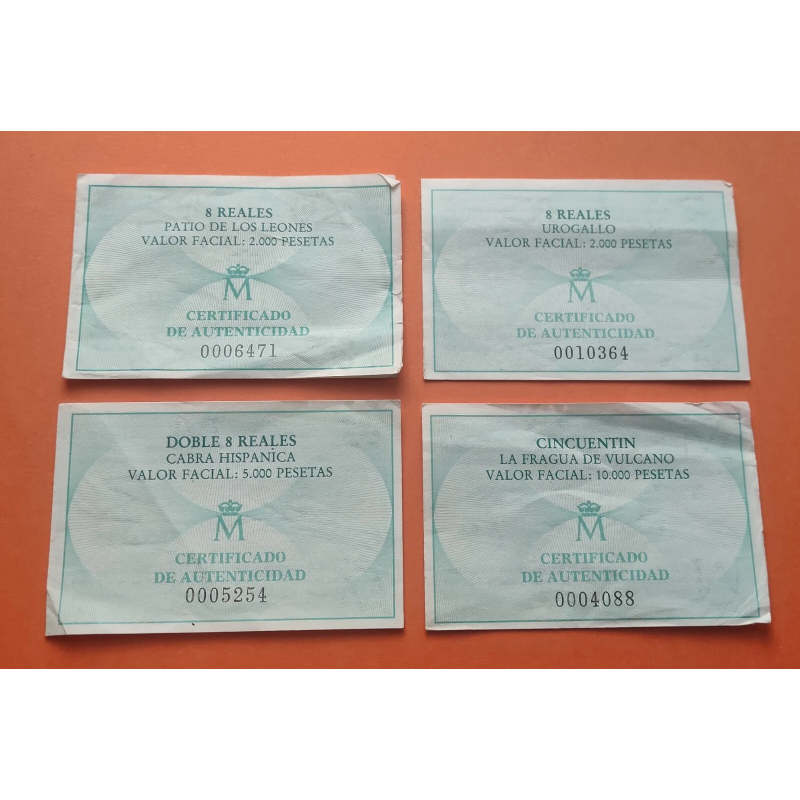 8 REALES
PATIO DE LOS LEONES
VALOR FACIAL: 2.000 PESETAS
M
CERTIFICADO
DE AUTENTICIDAD
0006471
8 REALES
UROGALLO
VALOR FACIAL: 2.000 PESETAS
M
CERTIFICADO
DE AUTENTICIDAD
0010364
DOBLE 8 REALES
CABRA HISPANICA
VALOR FACIAL: 5.000 PESETAS
M
CERTIFICADO
DE AUTENTICIDAD
0005254
CINCUENTIN
LA FRAGUA DE VULCANO
VALOR FACIAL: 10.000 PESETAS
M
CERTIFICADO
DE AUTENTICIDAD
0004088